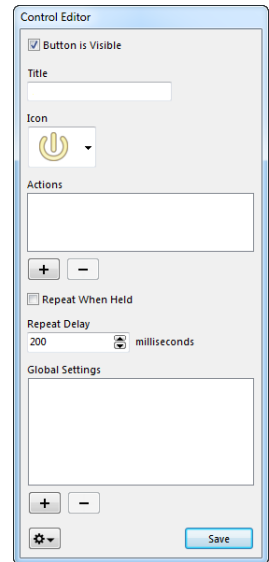 Control Editor
Button is Visible
Title
Icon
Actions
+ −
Repeat When Held
Repeat Delay
200 milliseconds
Global Settings
+ −
Save